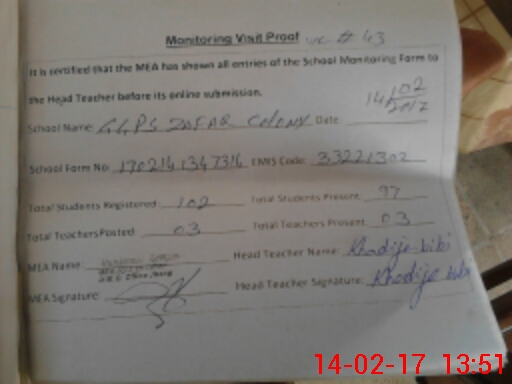 Monitoring Visit Proof uc # 43
It is certified that the MEA has shown all entries of the School Monitoring Form to
the Head Teacher before its online submission.
School Name: GGPS ZAFAR COLONY Date: 14/02/2017
School Form No: 1702141347314 EMIS Code: 33221302
Total Students Registered: 102 Total Students Present: 97
Total Teachers Posted: 03 Total Teachers Present: 03
MEA Name: Head Teacher Name: Khadija bibi
MEA Signature: Head Teacher Signature: Khadija bibi
14-02-17 13:51